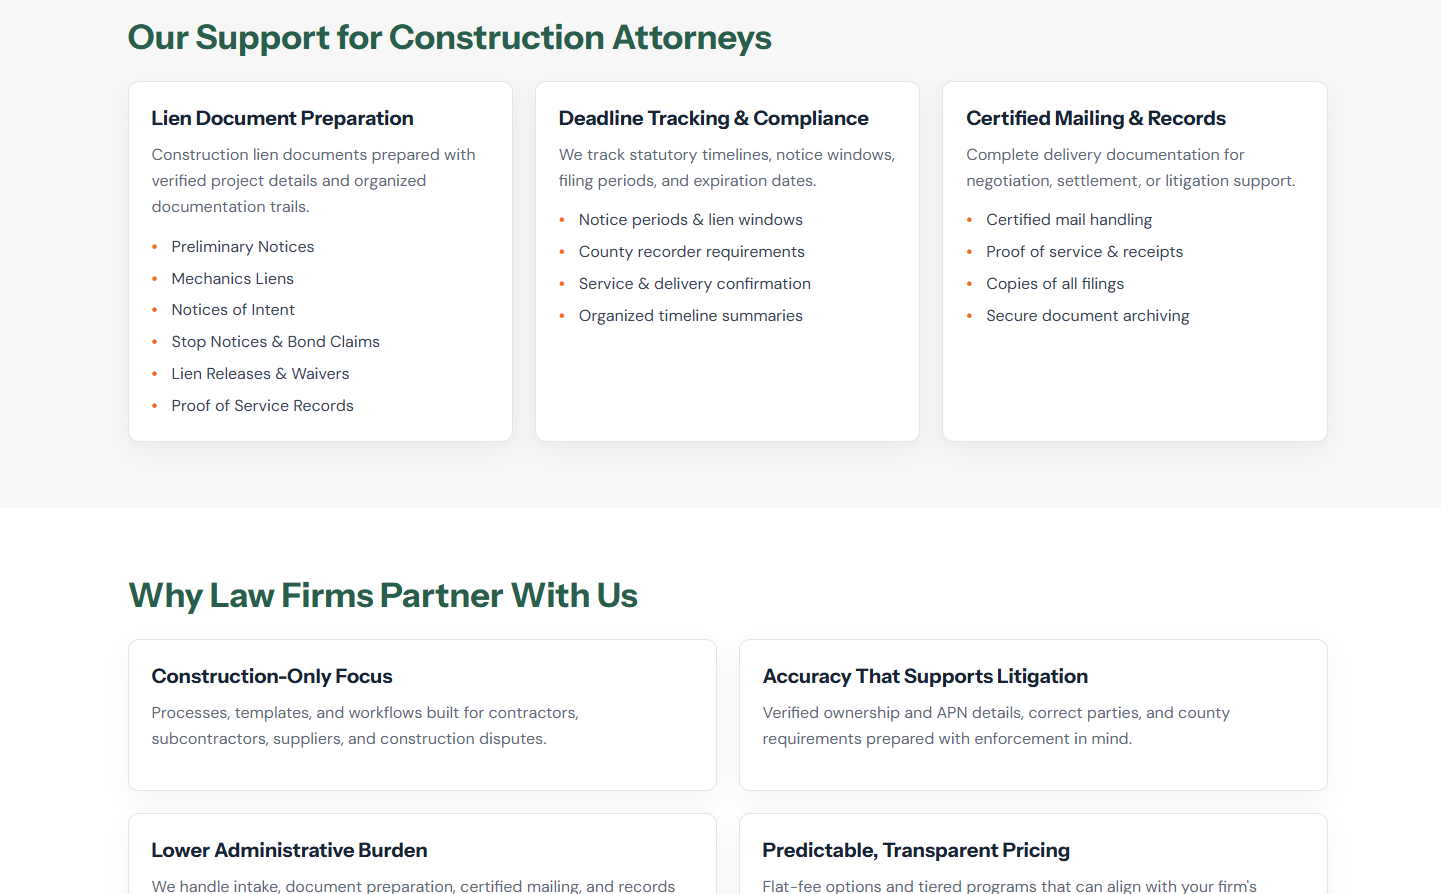 Our Support for Construction Attorneys
Lien Document Preparation
Construction lien documents prepared with
verified project details and organized
documentation trails.
• Preliminary Notices
• Mechanics Liens
• Notices of Intent
• Stop Notices & Bond Claims
• Lien Releases & Waivers
• Proof of Service Records
Deadline Tracking & Compliance
We track statutory timelines, notice windows,
filing periods, and expiration dates.
• Notice periods & lien windows
• County recorder requirements
• Service & delivery confirmation
• Organized timeline summaries
Certified Mailing & Records
Complete delivery documentation for
negotiation, settlement, or litigation support.
• Certified mail handling
• Proof of service & receipts
• Copies of all filings
• Secure document archiving
Why Law Firms Partner With Us
Construction-Only Focus
Processes, templates, and workflows built for contractors,
subcontractors, suppliers, and construction disputes.
Accuracy That Supports Litigation
Verified ownership and APN details, correct parties, and county
requirements prepared with enforcement in mind.
Lower Administrative Burden
We handle intake, document preparation, certified mailing, and records
Predictable, Transparent Pricing
Flat-fee options and tiered programs that can align with your firm's